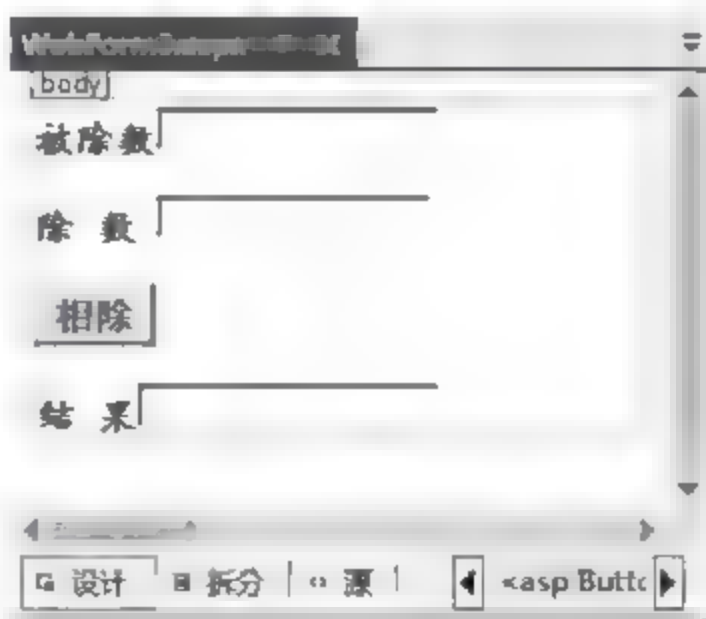 body
被除数
除 数
相除
结 果
设计 拆分 源 <asp Buttc